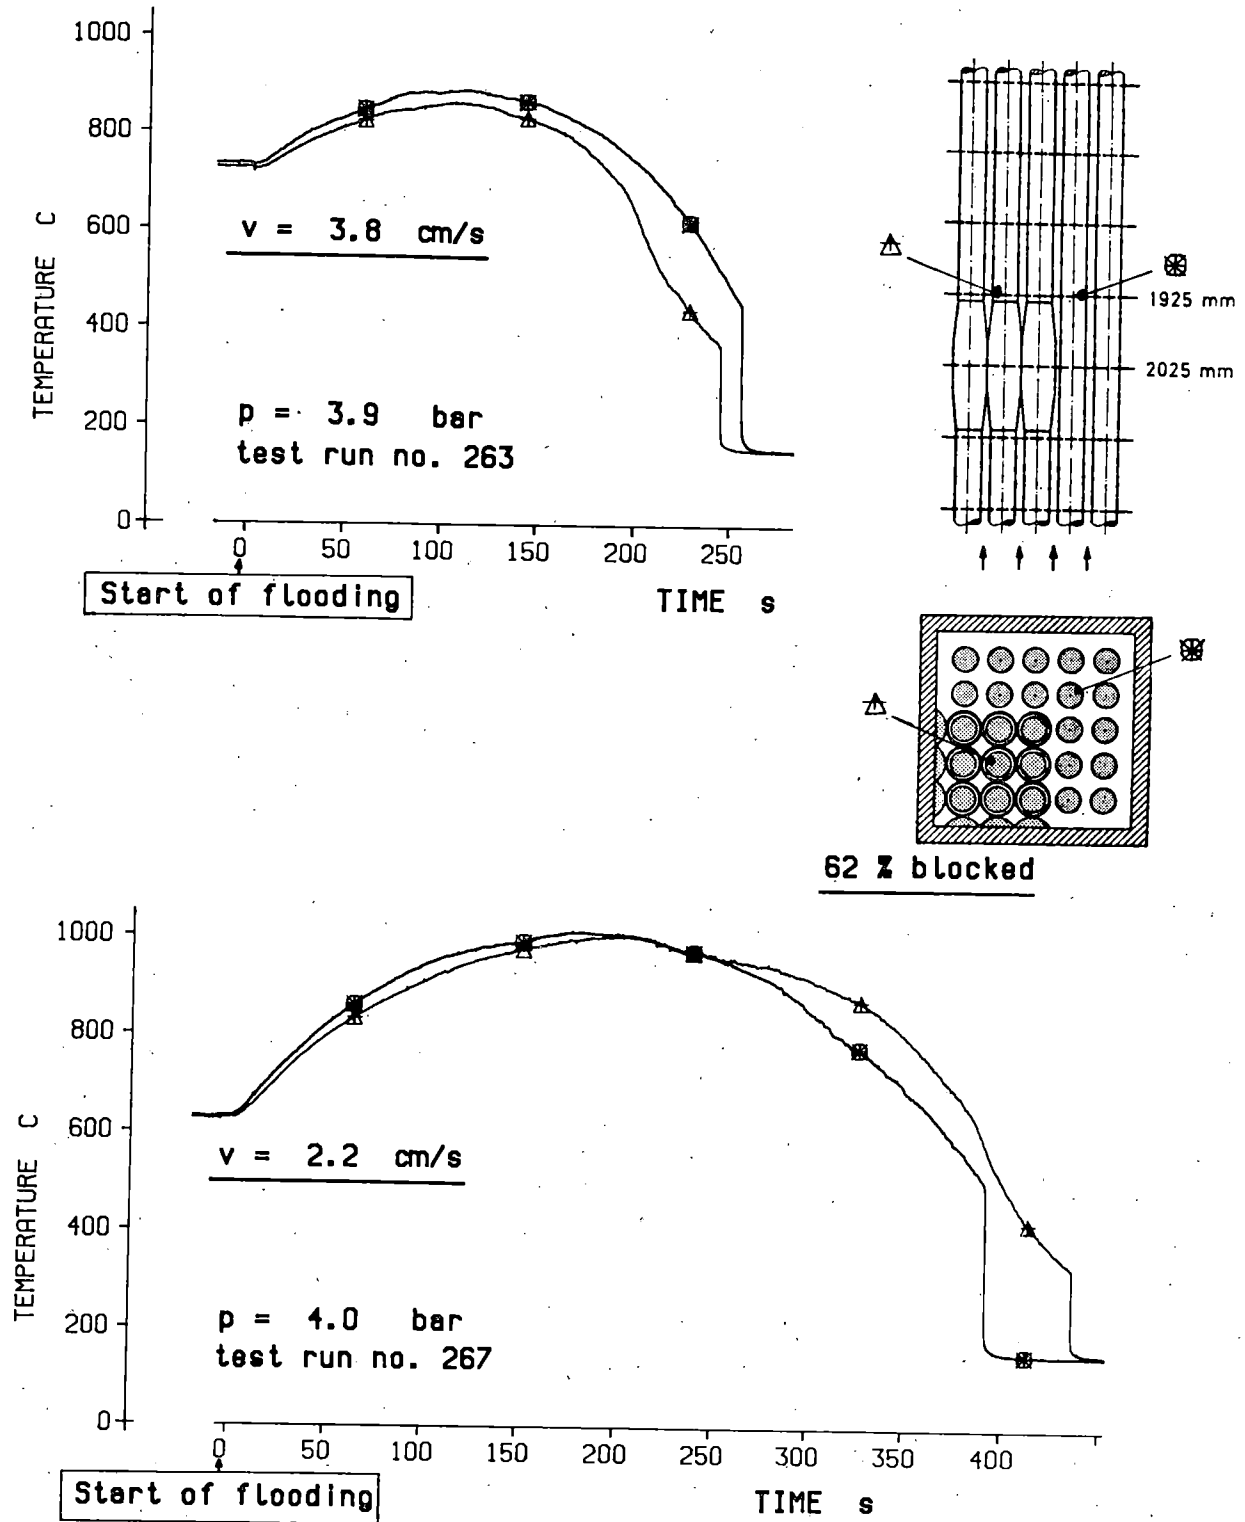 1000
800
600
400
200
0
TEMPERATURE C
v = 3.8 cm/s
p = 3.9 bar
test run no. 263
0 50 100 150 200 250
Start of flooding
TIME s
1925 mm
2025 mm
62 % blocked
1000
800
600
400
200
0
TEMPERATURE C
v = 2.2 cm/s
p = 4.0 bar
test run no. 267
0 50 100 150 200 250 300 350 400
Start of flooding
TIME s